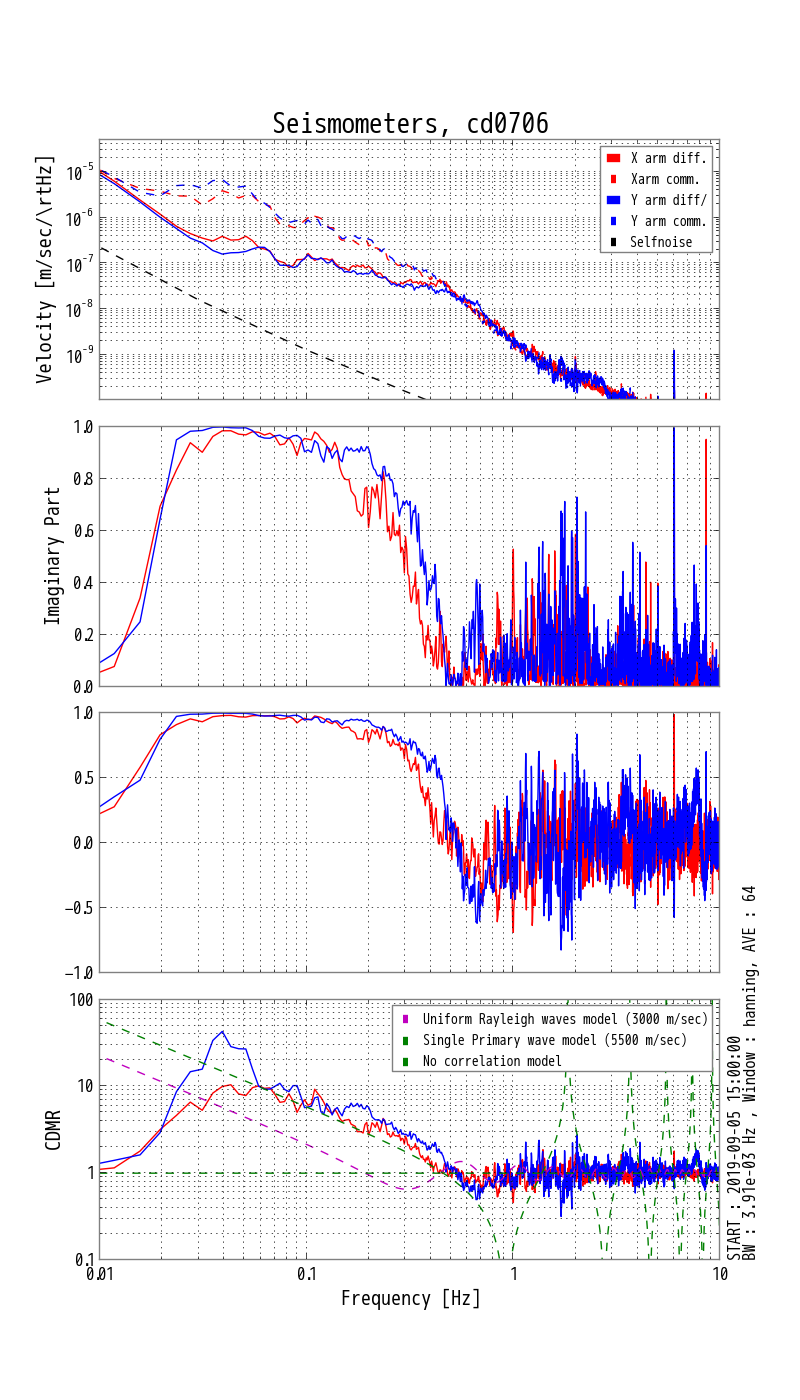 Seismometers, cd0706
Velocity [m/sec/\rtHz]
10^-5
10^-6
10^-7
10^-8
10^-9
X arm diff.
Xarm comm.
Y arm diff/
Y arm comm.
Selfnoise
Imaginary Part
1.0
0.8
0.6
0.4
0.2
0.0
1.0
0.5
0.0
−0.5
−1.0
CDMR
100
10
1
0.1
Uniform Rayleigh waves model (3000 m/sec)
Single Primary wave model (5500 m/sec)
No correlation model
0.01
0.1
1
10
Frequency [Hz]
START : 2019-09-05 15:00:00
BW : 3.91e-03 Hz , Window : hanning, AVE : 64